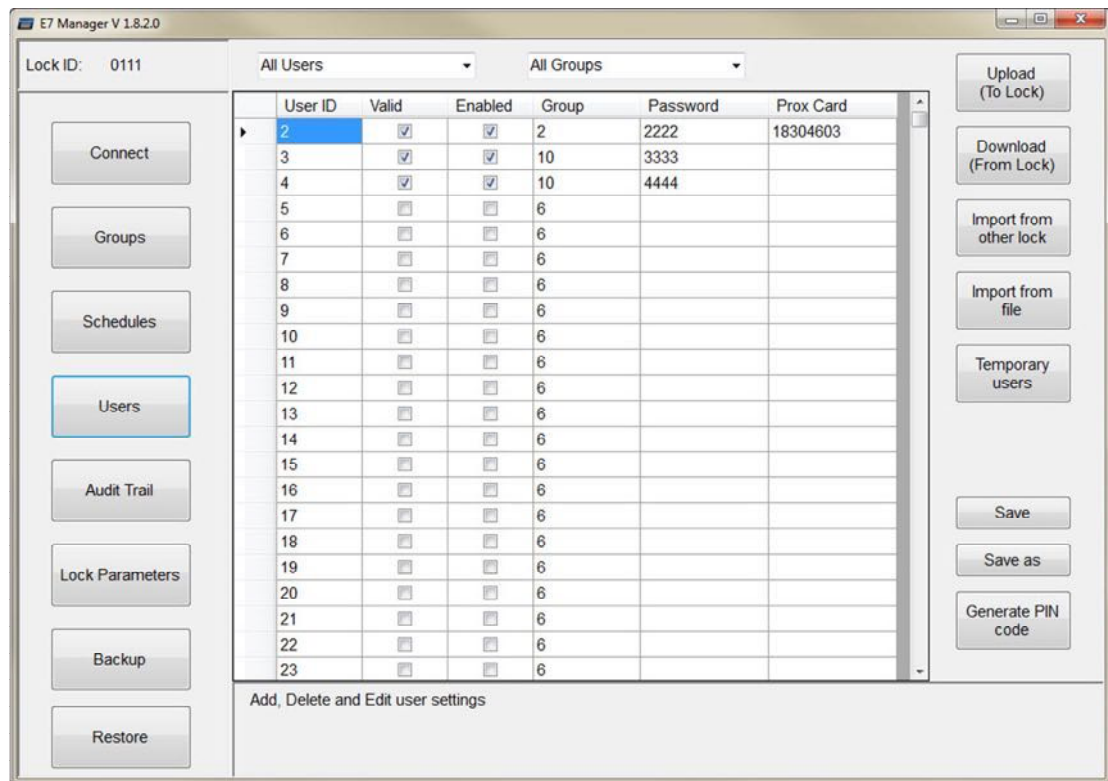 E7 Manager V 1.8.2.0
Lock ID: 0111
All Users
All Groups
Connect
Groups
Schedules
Users
Audit Trail
Lock Parameters
Backup
Restore
User ID Valid Enabled Group Password Prox Card
2 2 2222 18304603
3 10 3333
4 10 4444
5 6
6 6
7 6
8 6
9 6
10 6
11 6
12 6
13 6
14 6
15 6
16 6
17 6
18 6
19 6
20 6
21 6
22 6
23 6
Add, Delete and Edit user settings
Upload
(To Lock)
Download
(From Lock)
Import from
other lock
Import from
file
Temporary
users
Save
Save as
Generate PIN
code